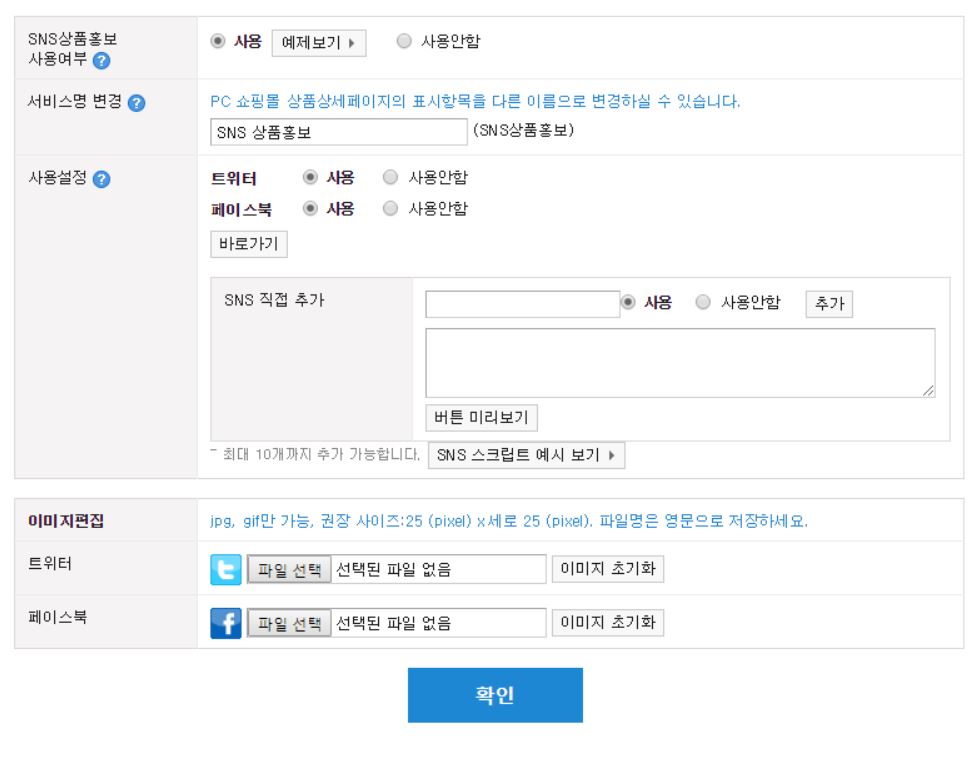 SNS상품홍보
사용여부 ?
사용 예제보기 사용안함
서비스명 변경 ?
PC 쇼핑몰 상품상세페이지의 표시항목을 다른 이름으로 변경하실 수 있습니다.
SNS 상품홍보 (SNS상품홍보)
사용설정 ?
트위터 사용 사용안함
페이스북 사용 사용안함
바로가기
SNS 직접 추가 사용 사용안함 추가
버튼 미리보기
- 최대 10개까지 추가 가능합니다. SNS 스크립트 예시 보기
이미지편집 jpg, gif만 가능, 권장 사이즈:25 (pixel) x 세로 25 (pixel). 파일명은 영문으로 저장하세요.
트위터 파일 선택 선택된 파일 없음 이미지 초기화
페이스북 파일 선택 선택된 파일 없음 이미지 초기화
확인